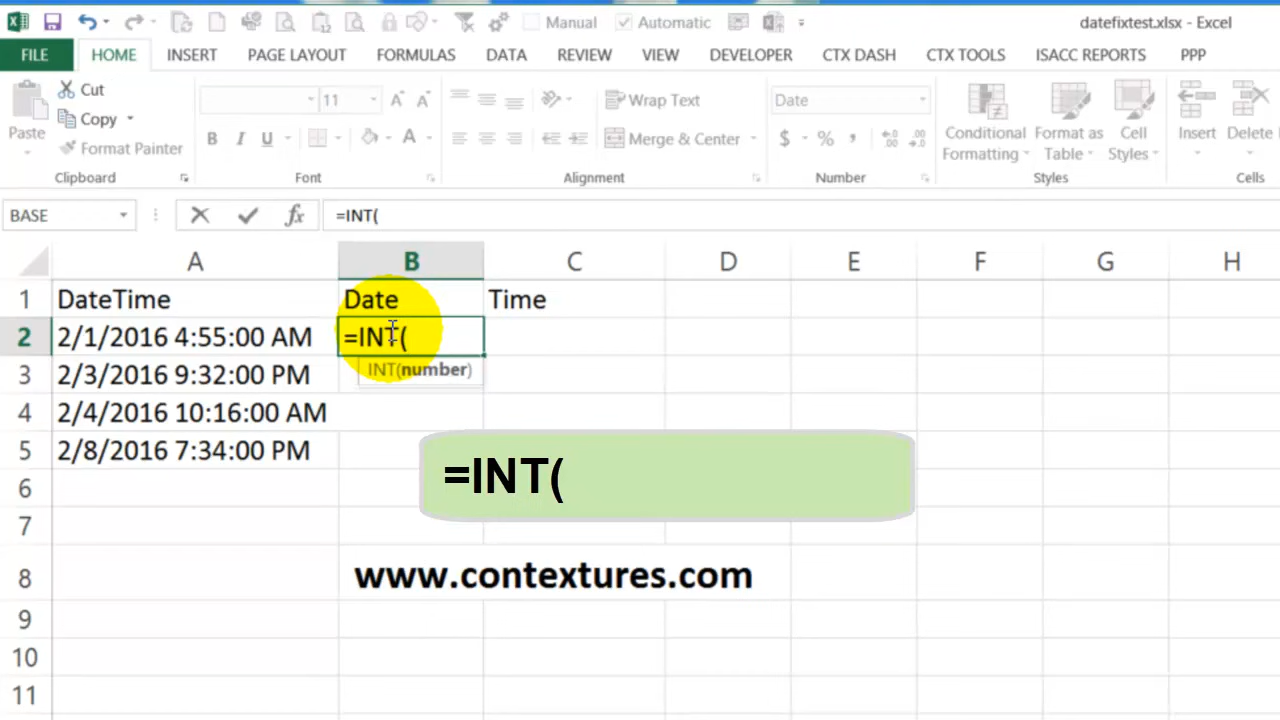 Manual Automatic datefixtest.xlsx - Excel
FILE HOME INSERT PAGE LAYOUT FORMULAS DATA REVIEW VIEW DEVELOPER CTX DASH CTX TOOLS ISACC REPORTS PPP
Cut
Copy
Format Painter
Paste
Clipboard
11
B I U
Font
Wrap Text
Merge & Center
Alignment
Date
$ % ,
Number
Conditional Formatting
Format as Table
Cell Styles
Styles
Insert Delete
Cells
BASE fx =INT(
A B C D E F G H
1 DateTime Date Time
2 2/1/2016 4:55:00 AM =INT(
INT(number)
3 2/3/2016 9:32:00 PM
4 2/4/2016 10:16:00 AM
5 2/8/2016 7:34:00 PM
=INT(
6
7
8 www.contextures.com
9
10
11